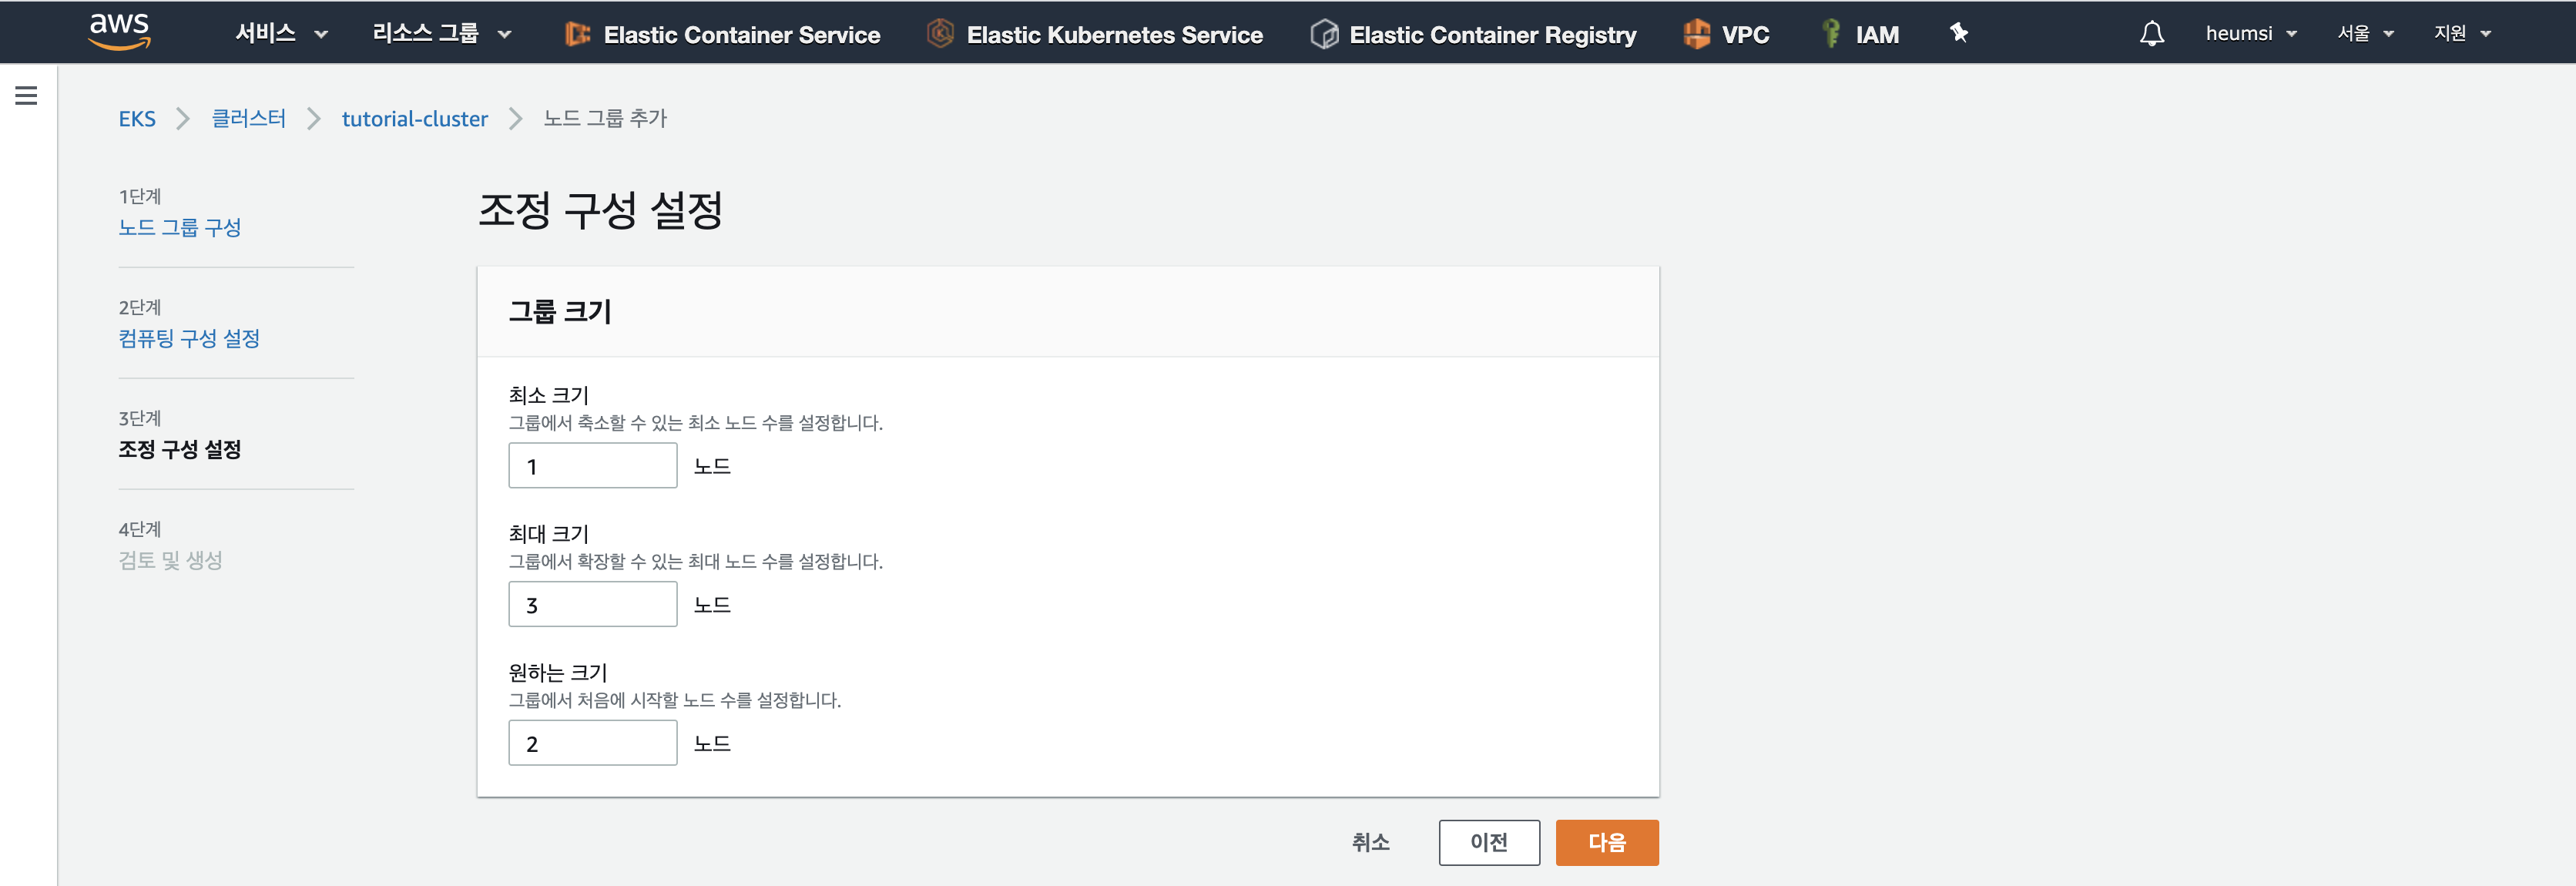 aws 서비스 리소스 그룹 Elastic Container Service Elastic Kubernetes Service Elastic Container Registry VPC IAM heumsi 서울 지원
EKS 클러스터 tutorial-cluster 노드 그룹 추가
1단계
노드 그룹 구성
2단계
컴퓨팅 구성 설정
3단계
조정 구성 설정
4단계
검토 및 생성
조정 구성 설정
그룹 크기
최소 크기
그룹에서 축소할 수 있는 최소 노드 수를 설정합니다.
1 노드
최대 크기
그룹에서 확장할 수 있는 최대 노드 수를 설정합니다.
3 노드
원하는 크기
그룹에서 처음에 시작할 노드 수를 설정합니다.
2 노드
취소 이전 다음